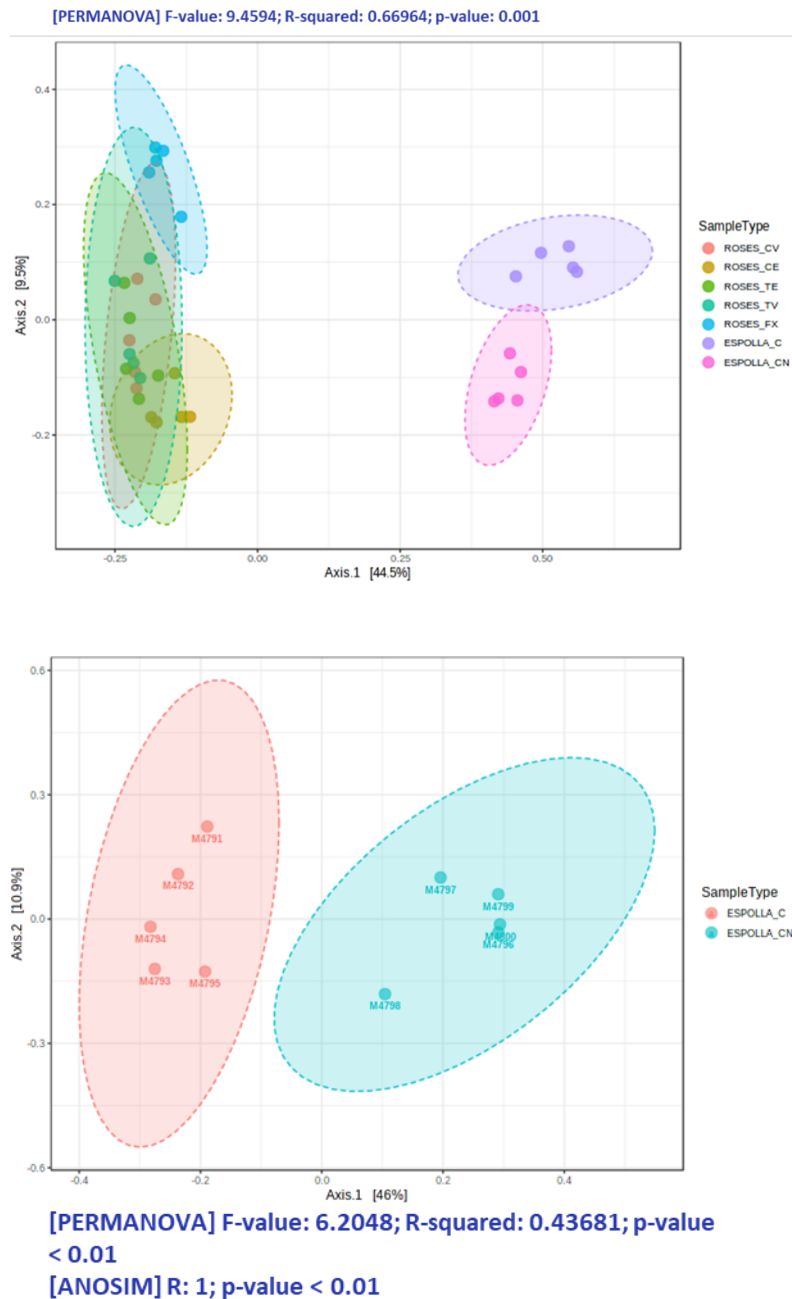 [PERMANOVA] F-value: 9.4594; R-squared: 0.66964; p-value: 0.001
0.4
0.2
0.0
-0.2
Axis.2 [9.5%]
-0.25 0.00 0.25 0.50
Axis.1 [44.5%]
SampleType
ROSES_CV
ROSES_CE
ROSES_TE
ROSES_TV
ROSES_FX
ESPOLLA_C
ESPOLLA_CN
0.6
0.3
0.0
-0.3
-0.6
Axis.2 [10.9%]
M4791
M4792
M4794
M4793
M4795
M4797
M4799
M4800
M4796
M4798
-0.4 -0.2 0.0 0.2 0.4
Axis.1 [46%]
SampleType
ESPOLLA_C
ESPOLLA_CN
[PERMANOVA] F-value: 6.2048; R-squared: 0.43681; p-value
< 0.01
[ANOSIM] R: 1; p-value < 0.01